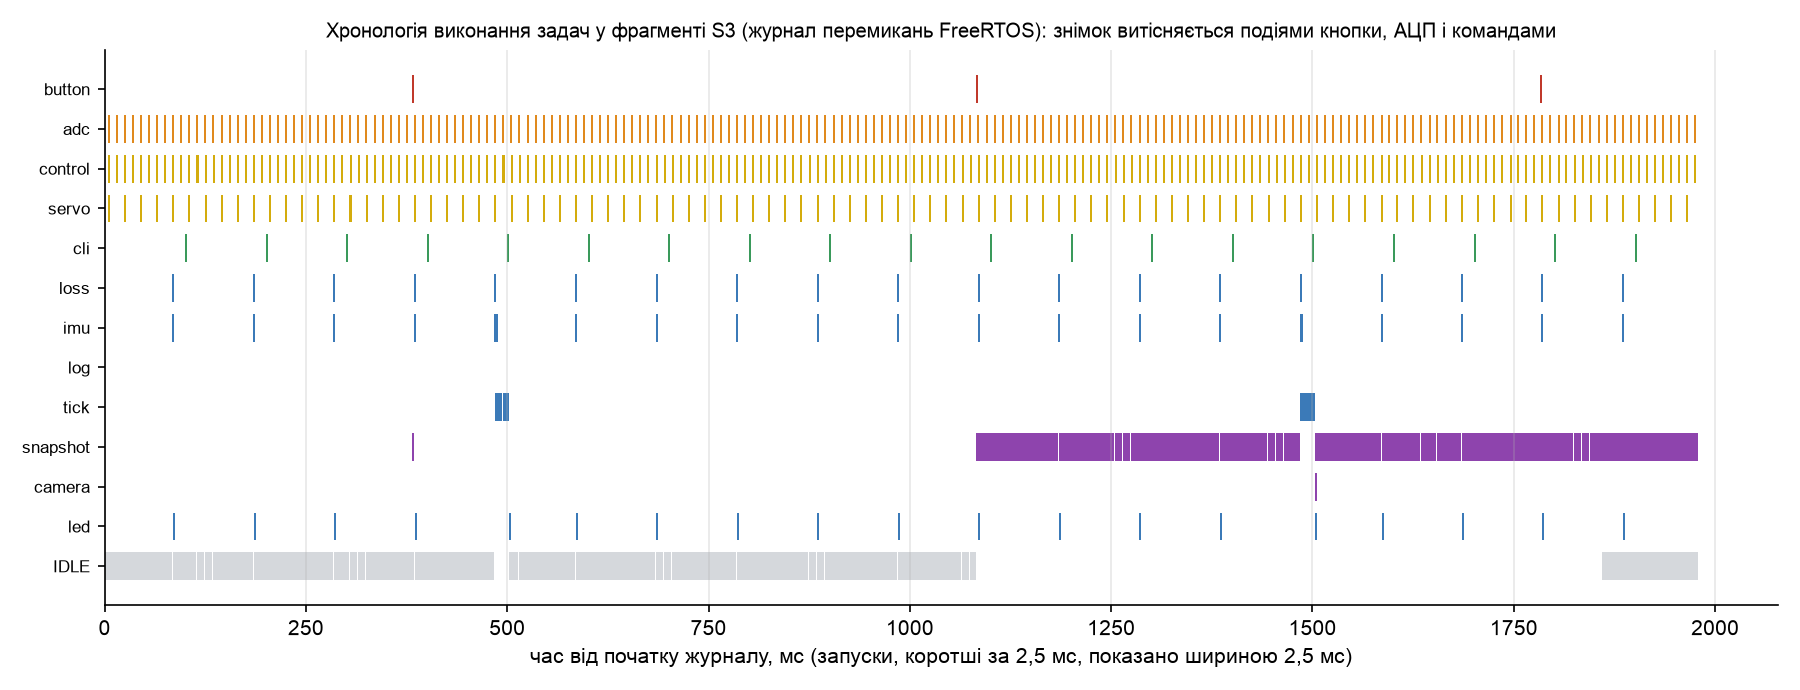 Хронологія виконання задач у фрагменті S3 (журнал перемикань FreeRTOS): знімок витісняється подіями кнопки, АЦП і командами
button
adc
control
servo
cli
loss
imu
log
tick
snapshot
camera
led
IDLE
0 250 500 750 1000 1250 1500 1750 2000
час від початку журналу, мс (запуски, коротші за 2,5 мс, показано шириною 2,5 мс)